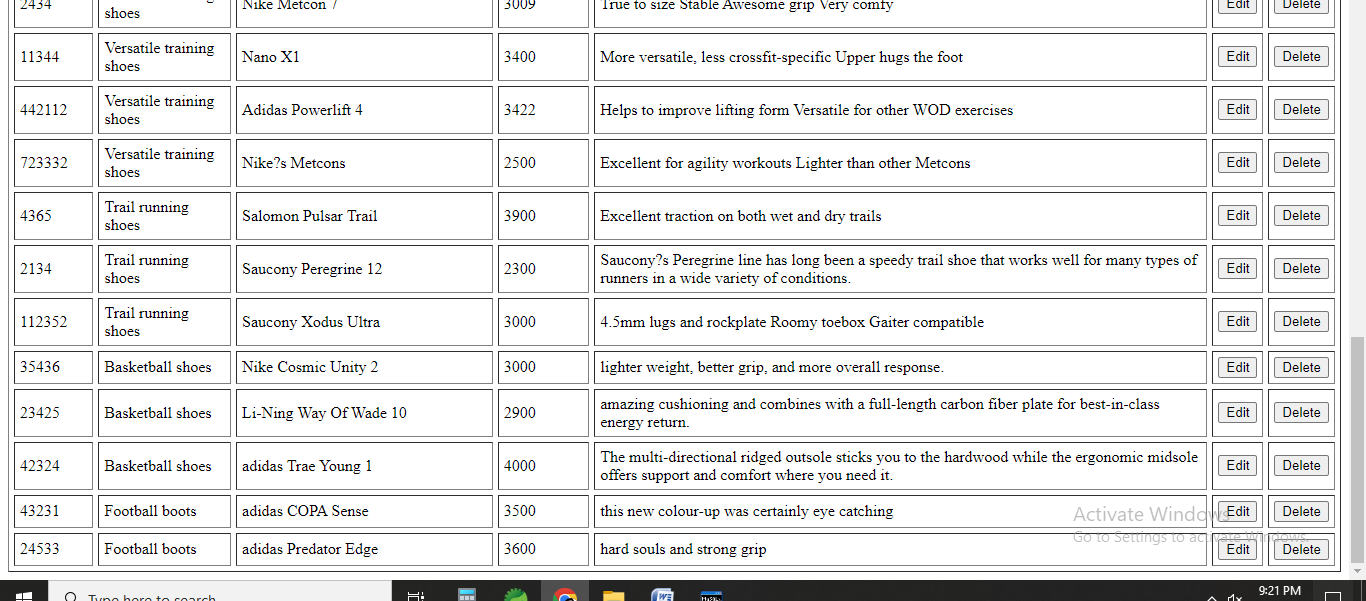 2434 shoes Nike Metcon 7 3009 True to size Stable Awesome grip Very comfy Edit Delete
11344 Versatile training shoes Nano X1 3400 More versatile, less crossfit-specific Upper hugs the foot Edit Delete
442112 Versatile training shoes Adidas Powerlift 4 3422 Helps to improve lifting form Versatile for other WOD exercises Edit Delete
723332 Versatile training shoes Nike?s Metcons 2500 Excellent for agility workouts Lighter than other Metcons Edit Delete
4365 Trail running shoes Salomon Pulsar Trail 3900 Excellent traction on both wet and dry trails Edit Delete
2134 Trail running shoes Saucony Peregrine 12 2300 Saucony?s Peregrine line has long been a speedy trail shoe that works well for many types of runners in a wide variety of conditions. Edit Delete
112352 Trail running shoes Saucony Xodus Ultra 3000 4.5mm lugs and rockplate Roomy toebox Gaiter compatible Edit Delete
35436 Basketball shoes Nike Cosmic Unity 2 3000 lighter weight, better grip, and more overall response. Edit Delete
23425 Basketball shoes Li-Ning Way Of Wade 10 2900 amazing cushioning and combines with a full-length carbon fiber plate for best-in-class energy return. Edit Delete
42324 Basketball shoes adidas Trae Young 1 4000 The multi-directional ridged outsole sticks you to the hardwood while the ergonomic midsole offers support and comfort where you need it. Edit Delete
43231 Football boots adidas COPA Sense 3500 this new colour-up was certainly eye catching Edit Delete
24533 Football boots adidas Predator Edge 3600 hard souls and strong grip Edit Delete
Activate Windows
Go to Settings to activate Windows.
Type here to search
9:21 PM